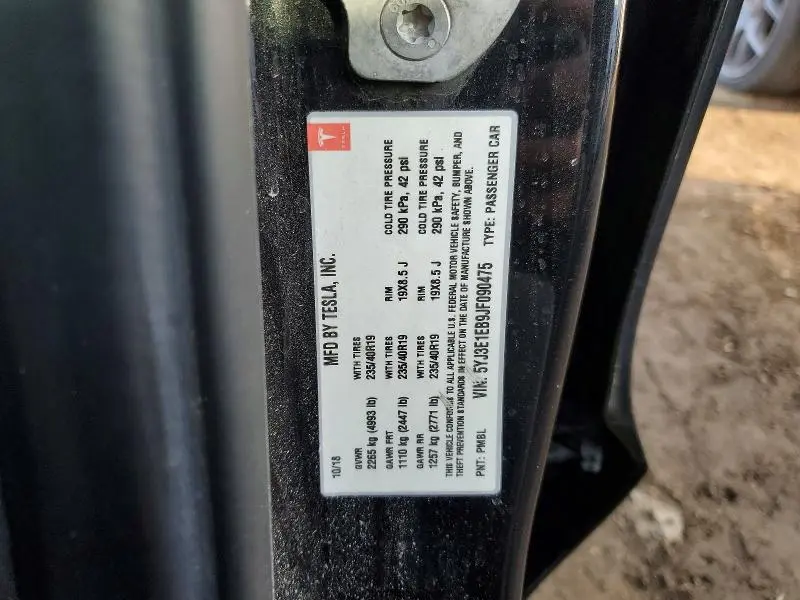 TESLA
10/18 MFD BY TESLA, INC.
GVWR WITH TIRES
2265 kg (4993 lb) 235/40R19
GAWR FRT WITH TIRES RIM COLD TIRE PRESSURE
1110 kg (2447 lb) 235/40R19 19X8.5 J 290 kPa, 42 psi
GAWR RR WITH TIRES RIM COLD TIRE PRESSURE
1257 kg (2771 lb) 235/40R19 19X8.5 J 290 kPa, 42 psi
THIS VEHICLE CONFORMS TO ALL APPLICABLE U.S. FEDERAL MOTOR VEHICLE SAFETY, BUMPER, AND
THEFT PREVENTION STANDARDS IN EFFECT ON THE DATE OF MANUFACTURE SHOWN ABOVE.
PNT: PMBL VIN: 5YJ3E1EB9JF090475 TYPE: PASSENGER CAR